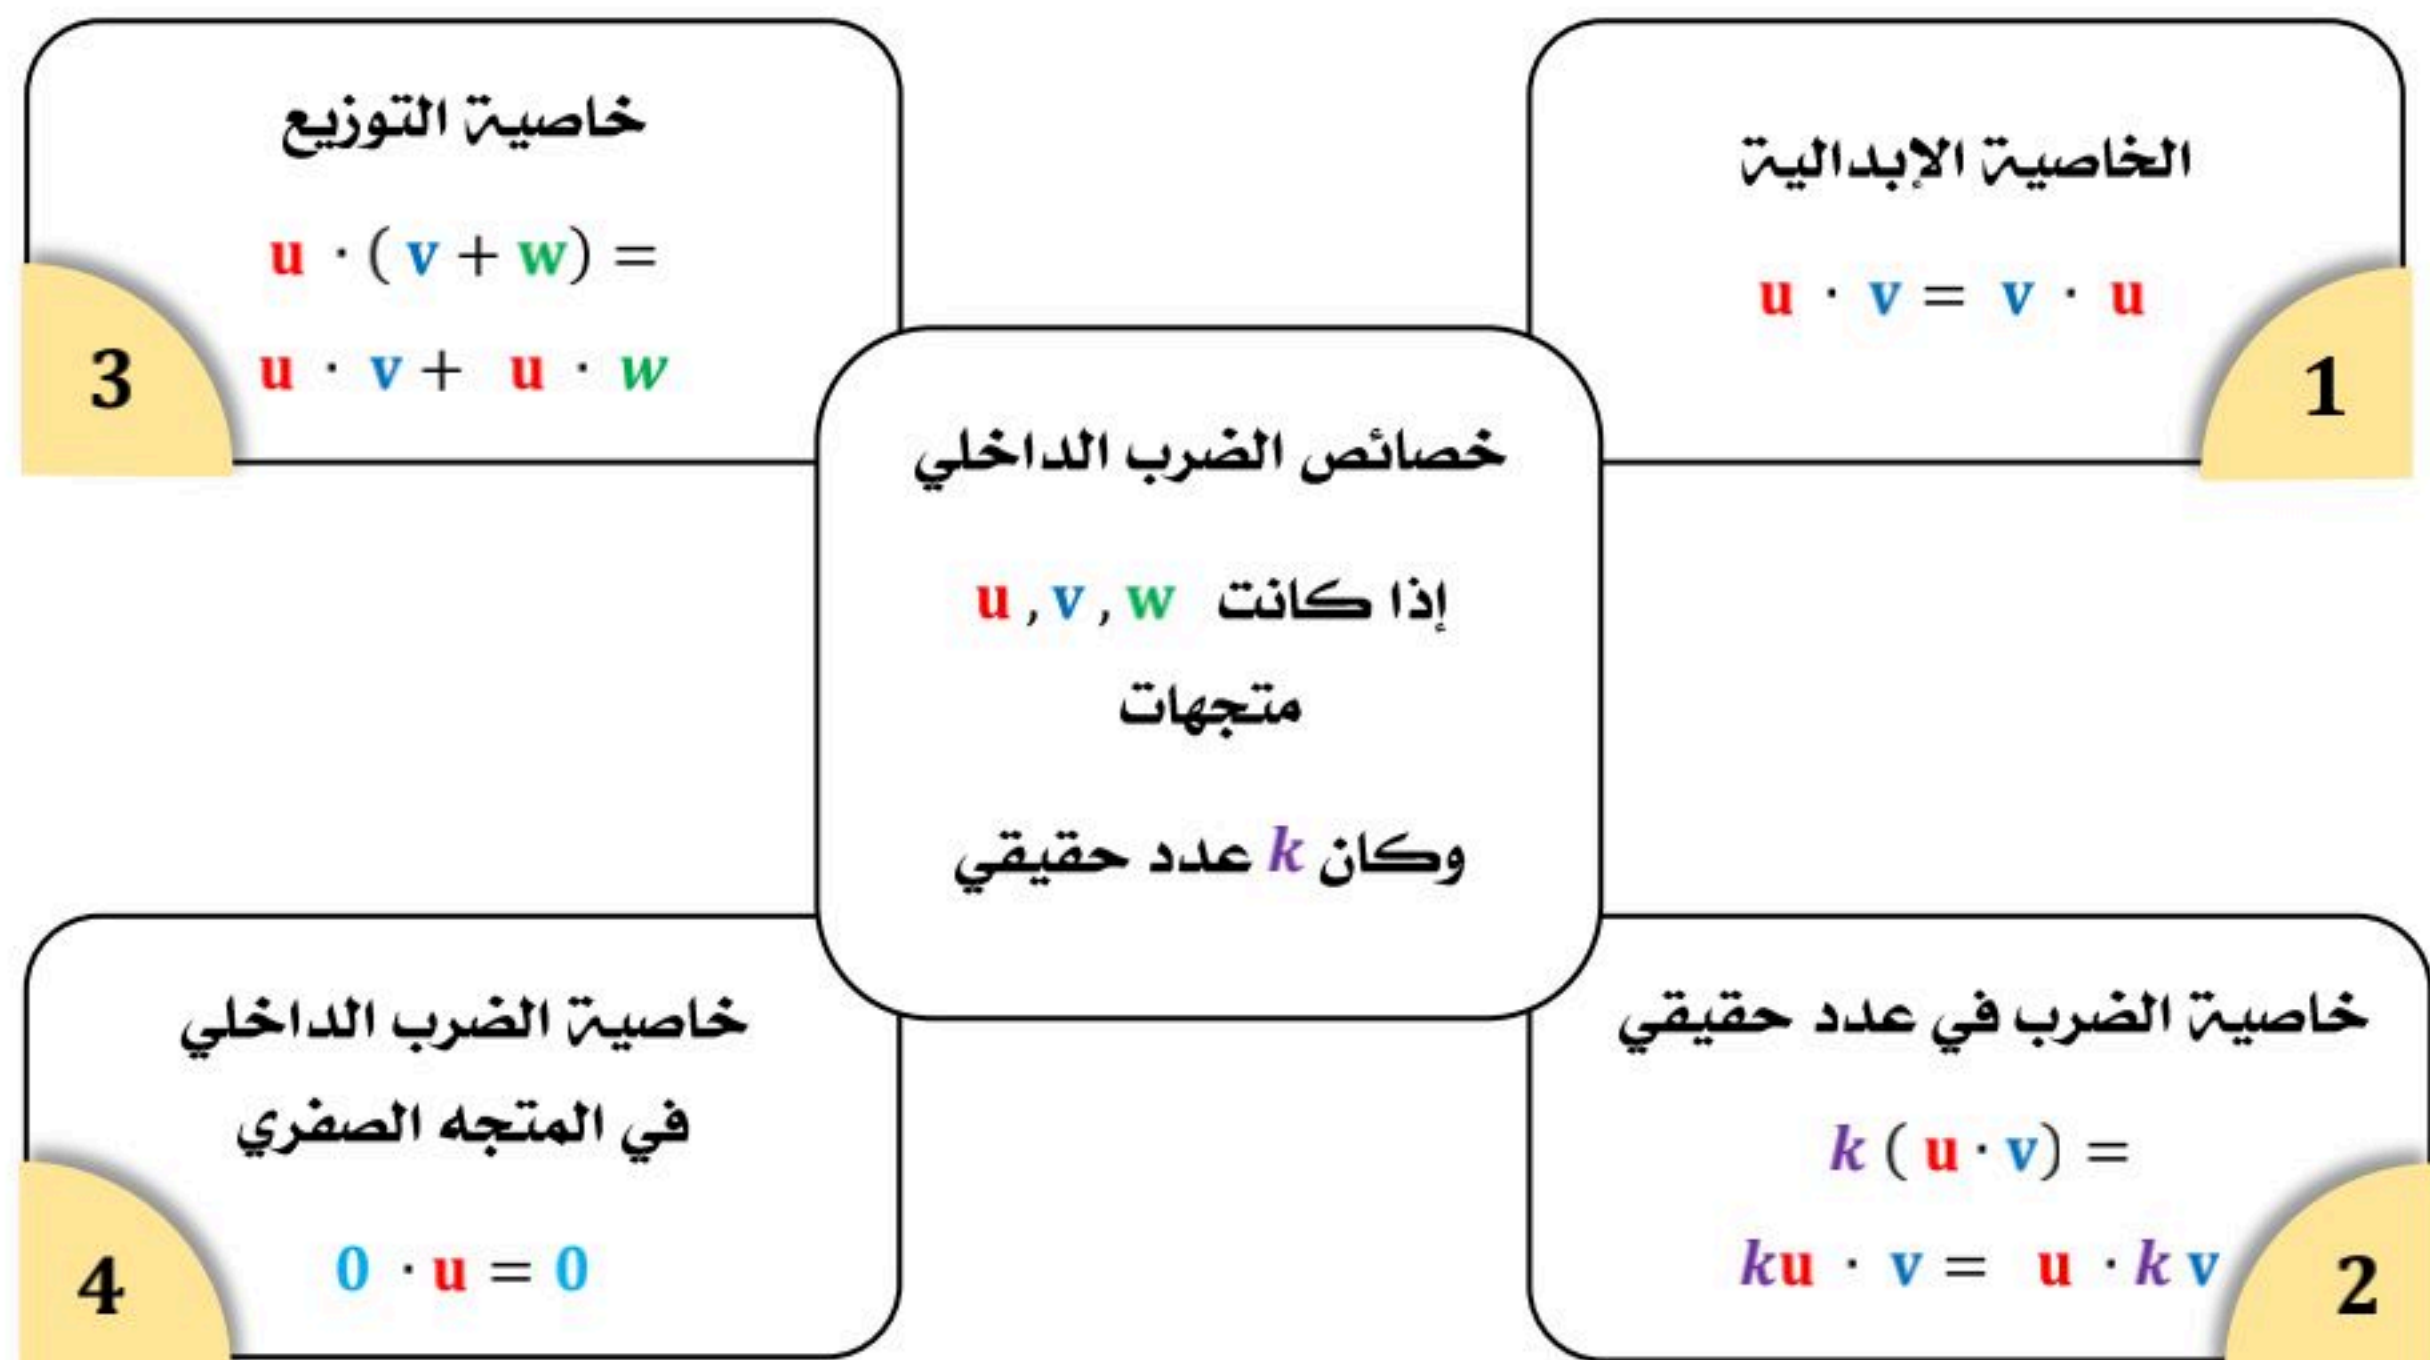 خصائص الضرب الداخلي
إذا كانت u , v , w
متجهات
وكان k عدد حقيقي
الخاصية الإبدالية
u · v = v · u
1
خاصية الضرب في عدد حقيقي
k ( u · v) =
ku · v = u · k v
2
خاصية التوزيع
u · ( v + w) =
u · v + u · w
3
خاصية الضرب الداخلي
في المتجه الصفري
0 · u = 0
4